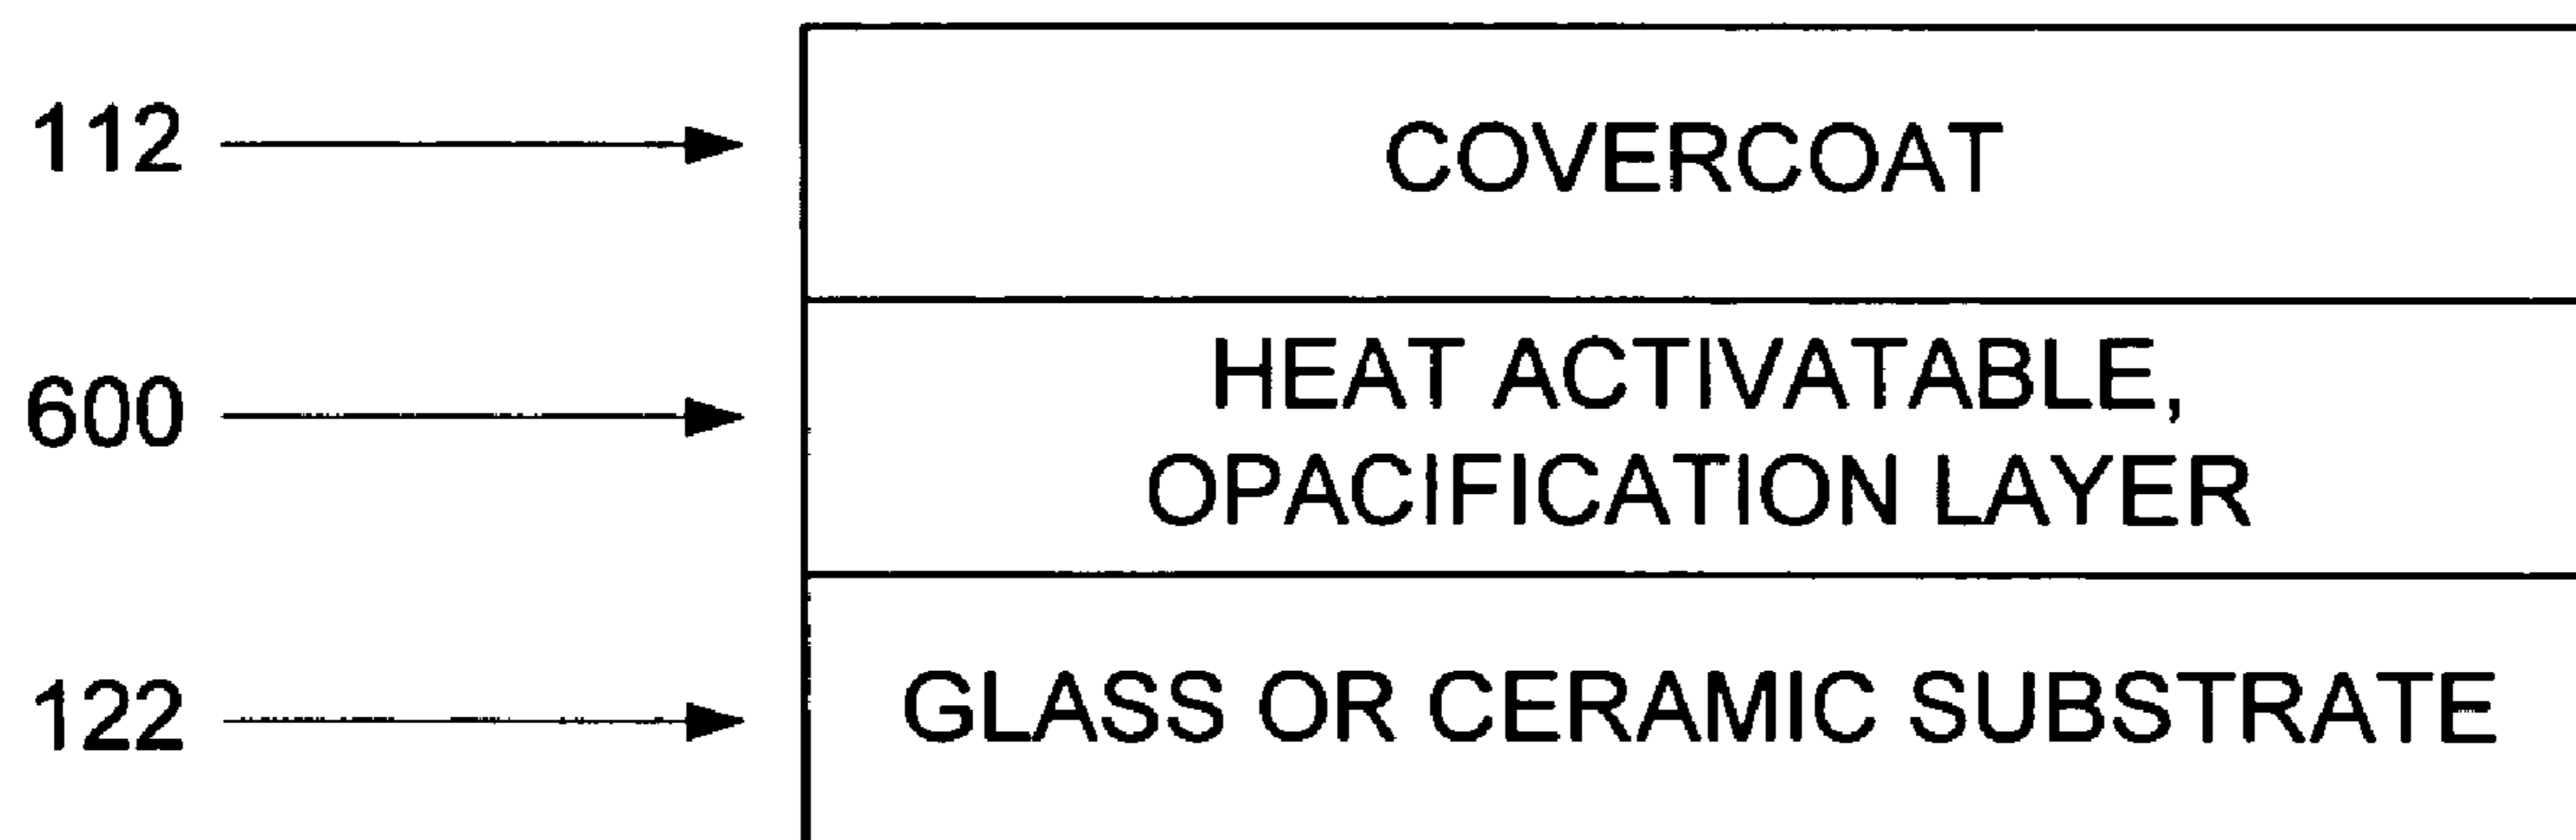 112
COVERCOAT
600
HEAT ACTIVATABLE,
OPACIFICATION LAYER
122
GLASS OR CERAMIC SUBSTRATE